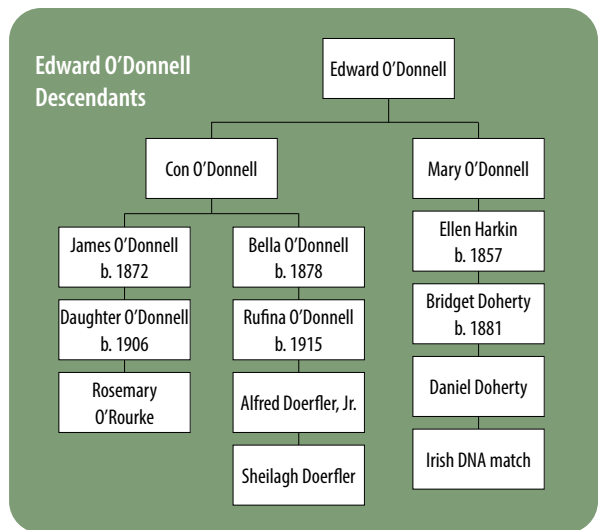 Edward O’Donnell
Descendants
Edward O’Donnell
Con O’Donnell
Mary O’Donnell
James O’Donnell
b. 1872
Bella O’Donnell
b. 1878
Ellen Harkin
b. 1857
Daughter O’Donnell
b. 1906
Rufina O’Donnell
b. 1915
Bridget Doherty
b. 1881
Rosemary
O’Rourke
Alfred Doerfler, Jr.
Daniel Doherty
Sheilagh Doerfler
Irish DNA match